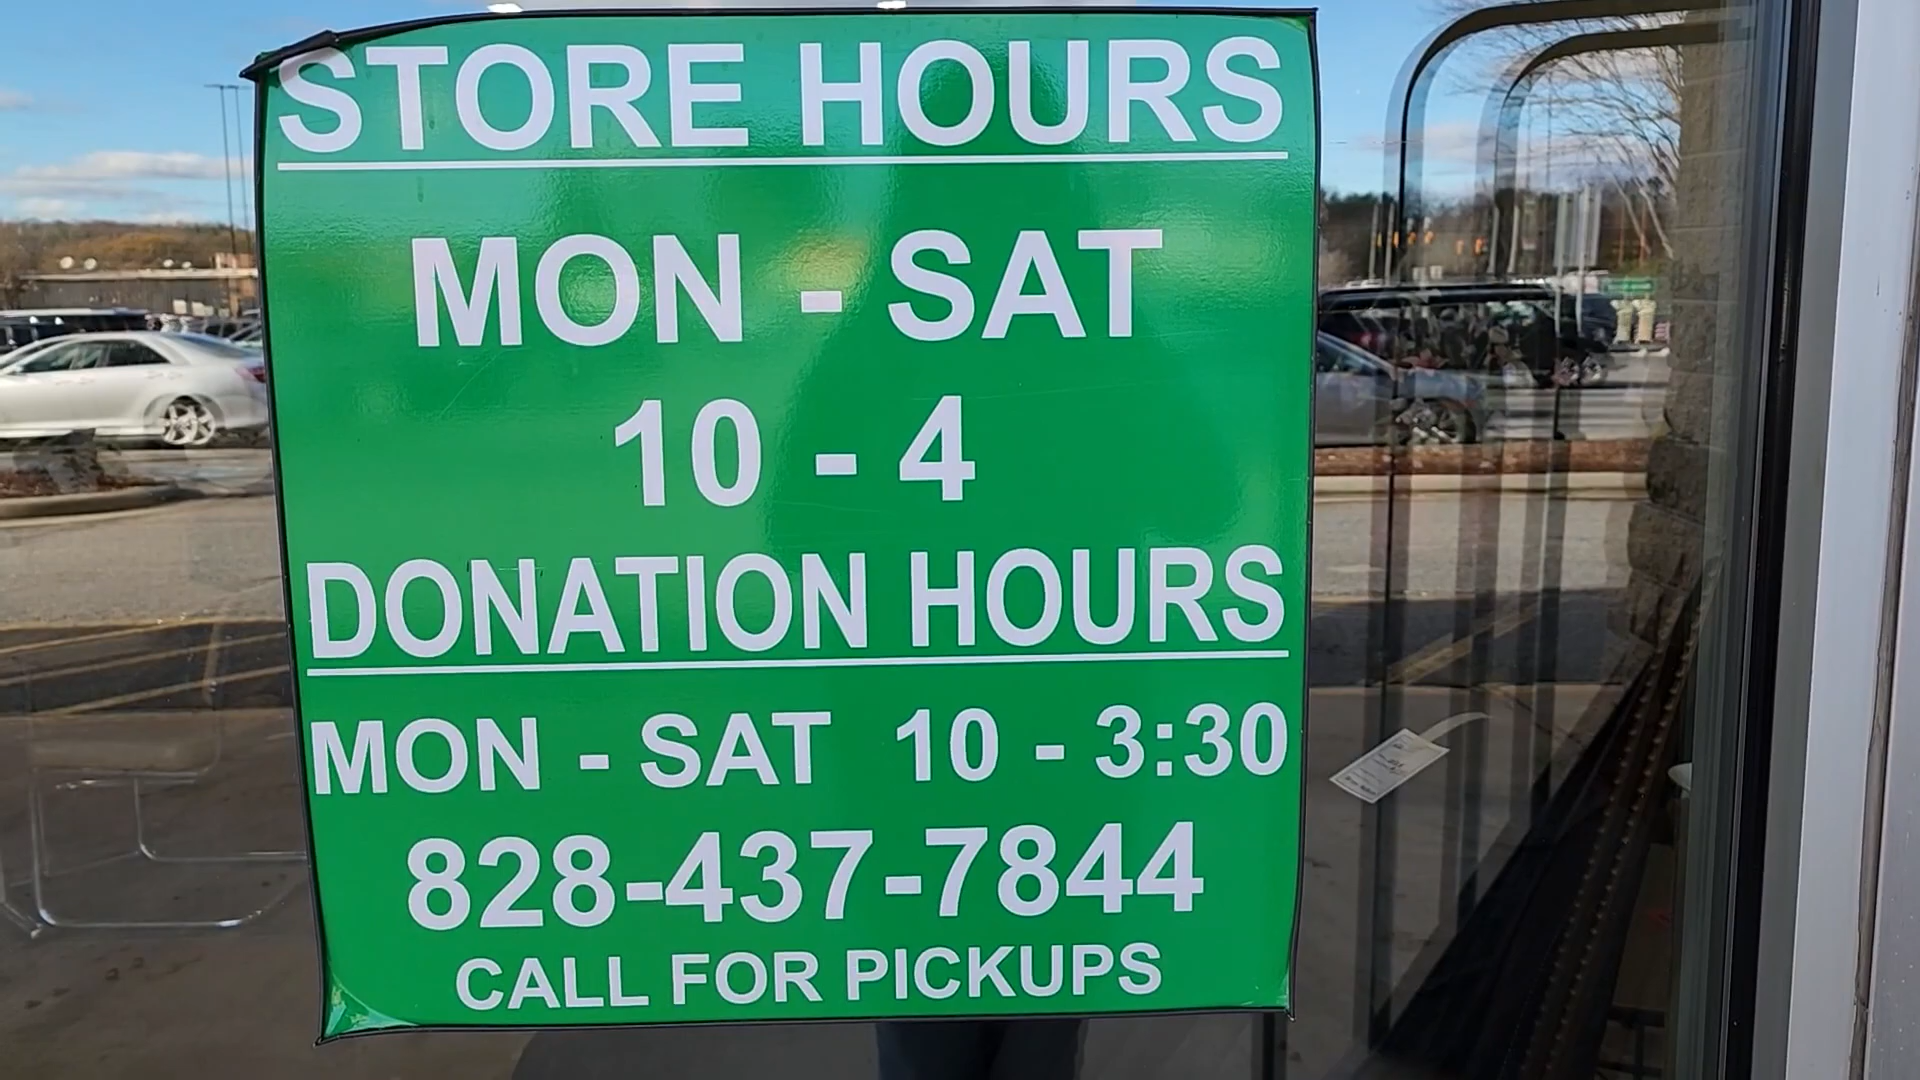 STORE HOURS
MON - SAT
10 - 4
DONATION HOURS
MON - SAT 10 - 3:30
828-437-7844
CALL FOR PICKUPS